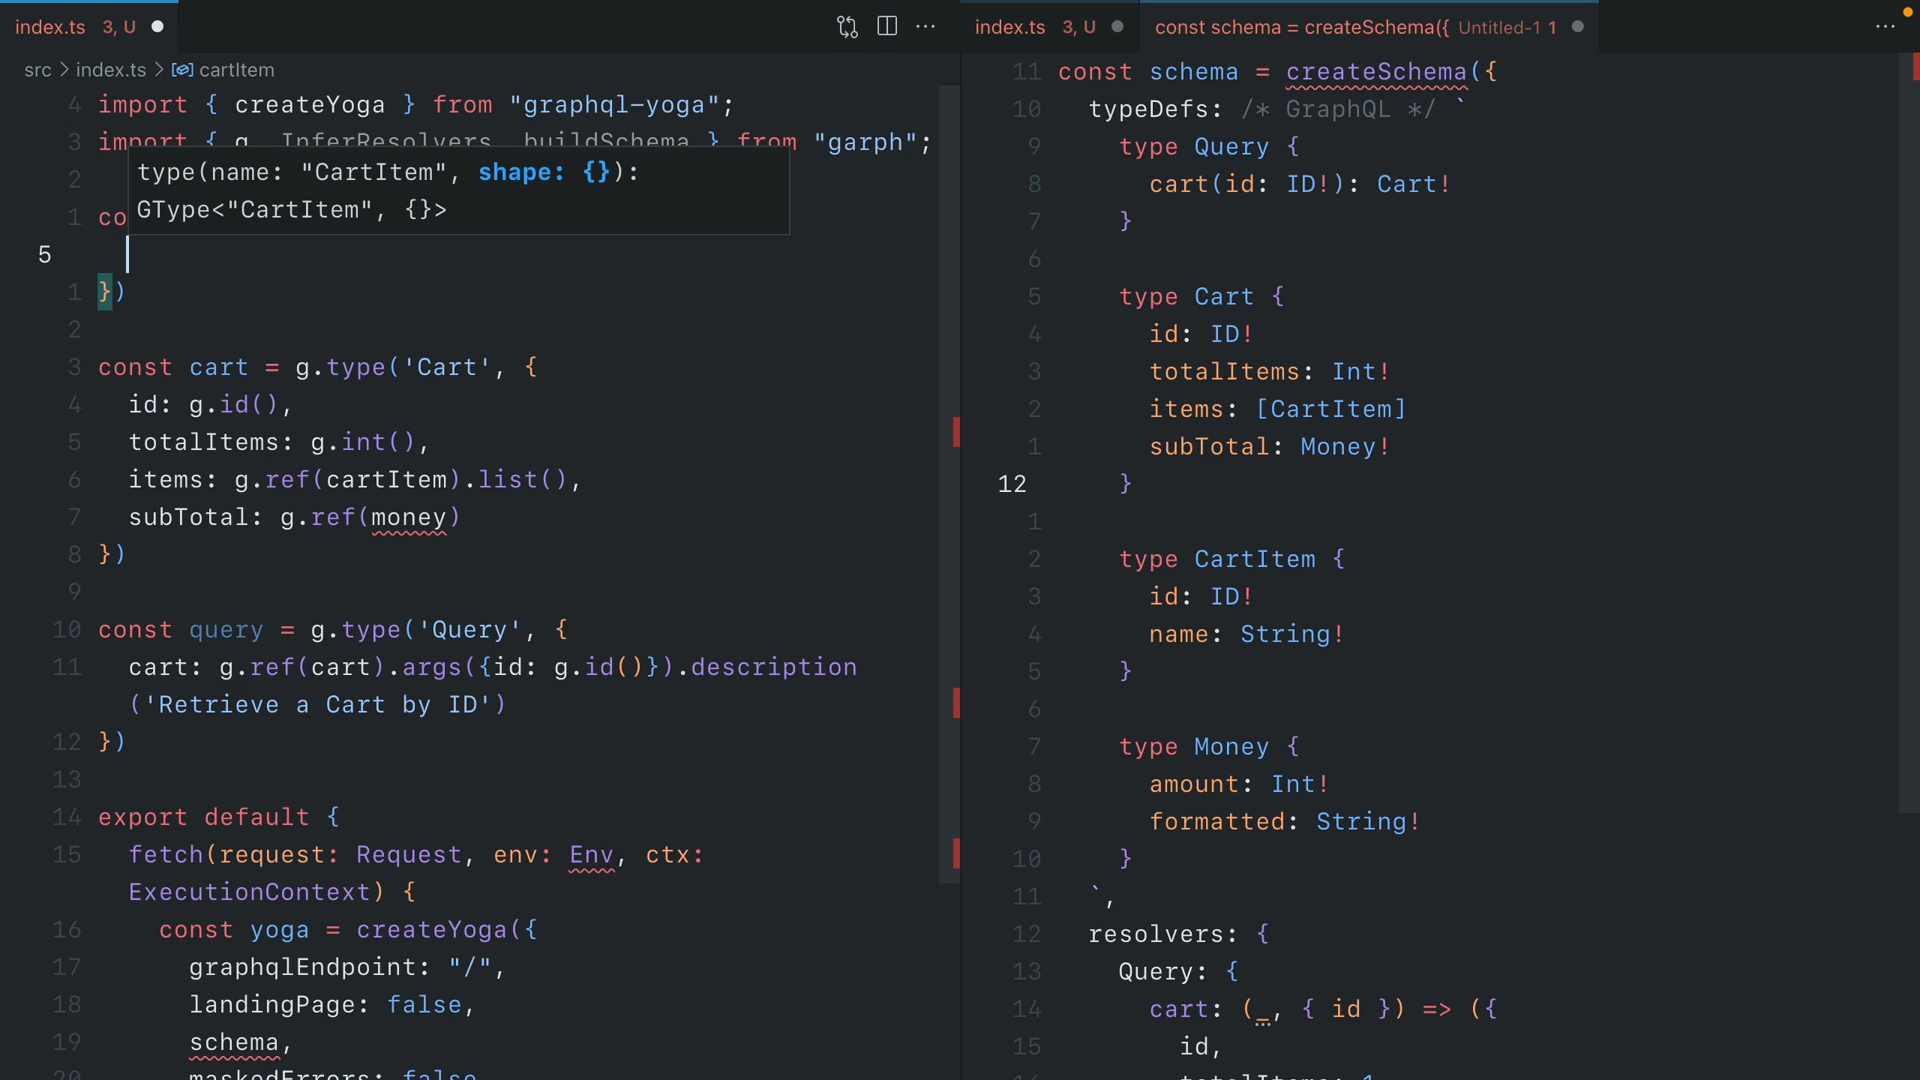 index.ts 3, U
src > index.ts > cartItem
4 import { createYoga } from "graphql-yoga";
3 import { g, InferResolvers, buildSchema } from "garph";
2
type(name: "CartItem", shape: {}):
GType<"CartItem", {}>
1 co
5
1 })
2
3 const cart = g.type('Cart', {
4 id: g.id(),
5 totalItems: g.int(),
6 items: g.ref(cartItem).list(),
7 subTotal: g.ref(money)
8 })
9
10 const query = g.type('Query', {
11 cart: g.ref(cart).args({id: g.id()}).description
('Retrieve a Cart by ID')
12 })
13
14 export default {
15 fetch(request: Request, env: Env, ctx:
ExecutionContext) {
16 const yoga = createYoga({
17 graphqlEndpoint: "/",
18 landingPage: false,
19 schema,
20 maskedErrors: false
index.ts 3, U
const schema = createSchema({ Untitled-1 1
11 const schema = createSchema({
10 typeDefs: /* GraphQL */ `
9 type Query {
8 cart(id: ID!): Cart!
7 }
6
5 type Cart {
4 id: ID!
3 totalItems: Int!
2 items: [CartItem]
1 subTotal: Money!
12 }
1
2 type CartItem {
3 id: ID!
4 name: String!
5 }
6
7 type Money {
8 amount: Int!
9 formatted: String!
10 }
11 `,
12 resolvers: {
13 Query: {
14 cart: (_, { id }) => ({
15 id,
16 totalItems: 1